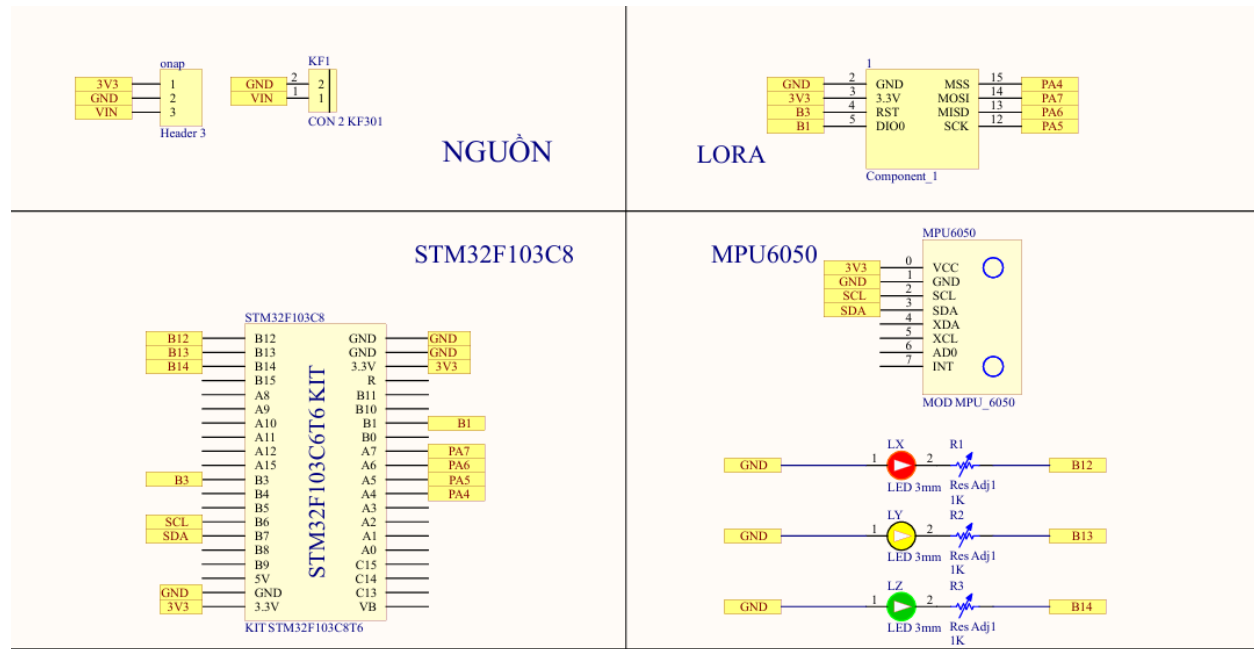 onap
3V3 1
GND 2
VIN 3
Header 3
KF1
GND 2 2
VIN 1 1
CON 2 KF301
NGUỒN
LORA
1
GND 2 GND MSS 15 PA4
3V3 3 3.3V MOSI 14 PA7
B3 4 RST MISD 13 PA6
B1 5 DIO0 SCK 12 PA5
Component_1
STM32F103C8
STM32F103C8
B12 B12 GND GND
B13 B13 GND GND
B14 B14 3.3V 3V3
B15 R
A8 B11
A9 B10
A10 B1 B1
A11 B0
A12 A7 PA7
A15 A6 PA6
B3 B3 A5 PA5
B4 A4 PA4
B5 A3
SCL B6 A2
SDA B7 A1
B8 A0
B9 C15
5V C14
GND GND C13
3V3 3.3V VB
STM32F103C6T6 KIT
KIT STM32F103C8T6
MPU6050
MPU6050
3V3 0 VCC
GND 1 GND
SCL 2 SCL
SDA 3 SDA
4 XDA
5 XCL
6 AD0
7 INT
MOD MPU_6050
LX R1
GND 1 2 B12
LED 3mm Res Adj1
1K
LY R2
GND 1 2 B13
LED 3mm Res Adj1
1K
LZ R3
GND 1 2 B14
LED 3mm Res Adj1
1K